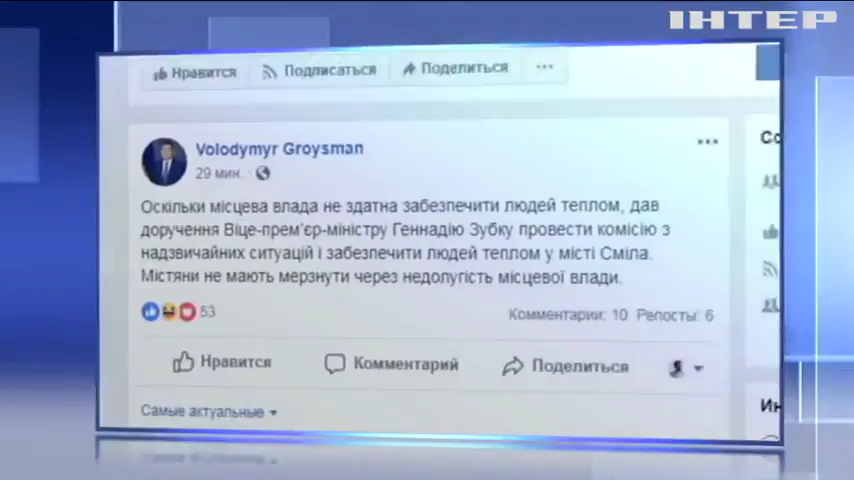 ІНТЕР
Нравится Подписаться Поделиться ...
Volodymyr Groysman
29 мин. ·
Со
Оскільки місцева влада не здатна забезпечити людей теплом, дав
доручення Віце-прем'єр-міністру Геннадію Зубку провести комісію з
надзвичайних ситуацій і забезпечити людей теплом у місті Сміла.
Містяни не мають мерзнути через недолугість місцевої влади.
53 Комментарии: 10 Репосты: 6
Нравится Комментарий Поделиться
Самые актуальные
Ин